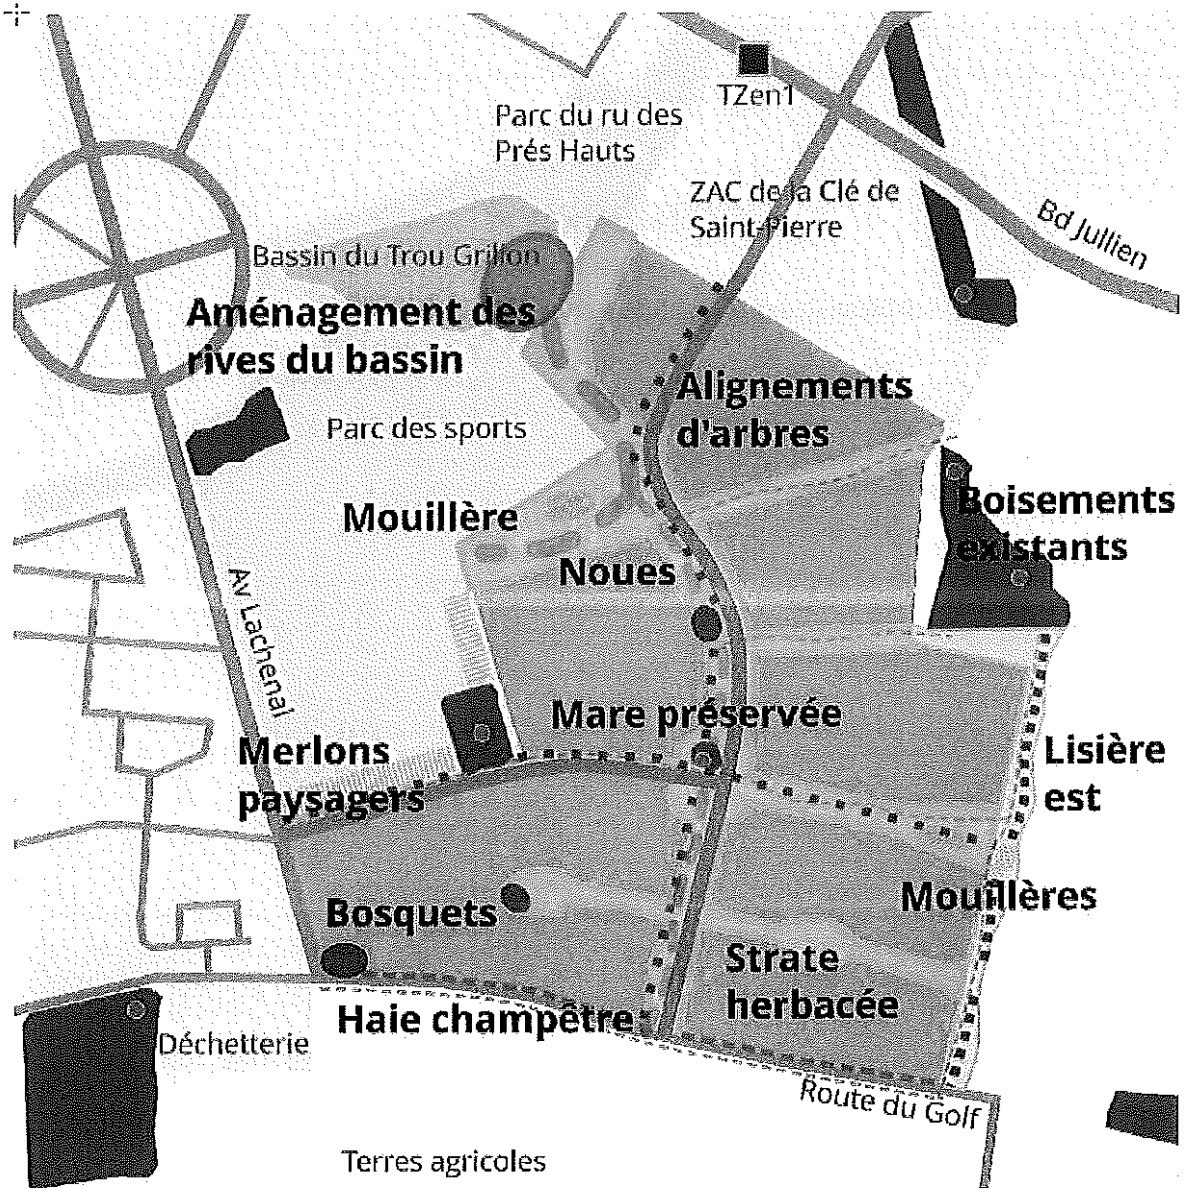 TZen1
Parc du ru des
Prés Hauts
ZAC de la Clé de
Saint-Pierre
Bd Jullien
Bassin du Trou Grillon
Aménagement des
rives du bassin
Alignements
d'arbres
Parc des sports
Boisements
existants
Mouillère
Noues
Av Lachenal
Mare préservée
Merlons
paysagers
Lisière
est
Mouillères
Bosquets
Strate
herbacée
Haie champêtre
Déchetterie
Route du Golf
Terres agricoles